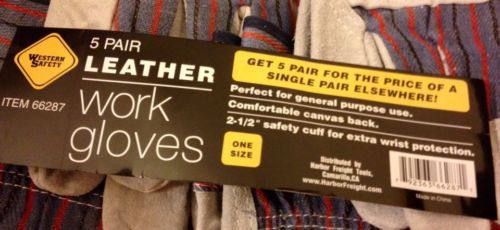 WESTERN
SAFETY
5 PAIR
LEATHER
work
gloves
ITEM 66287
ONE
SIZE
GET 5 PAIR FOR THE PRICE OF A
SINGLE PAIR ELSEWHERE!
Perfect for general purpose use.
Comfortable canvas back.
2-1/2" safety cuff for extra wrist protection.
Distributed by
Harbor Freight Tools,
Camarillo,CA
www.HarborFreight.com
92363 66287
Made in China